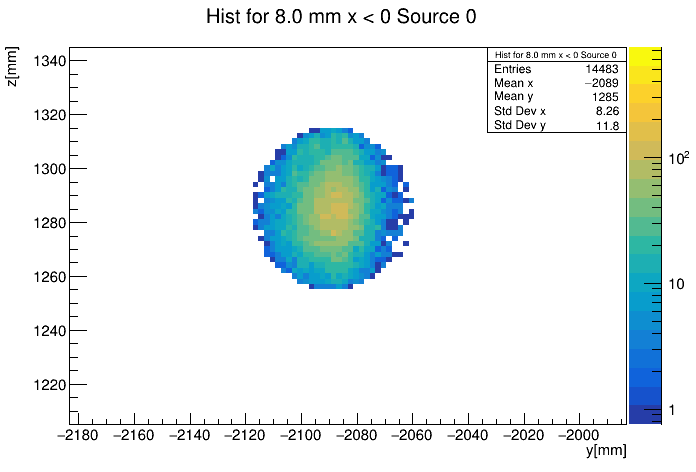 Hist for 8.0 mm x < 0 Source 0
z[mm]
Hist for 8.0 mm x < 0 Source 0
Entries 14483
Mean x −2089
Mean y 1285
Std Dev x 8.26
Std Dev y 11.8
1340
1320
1300
1280
1260
1240
1220
10²
10
1
−2180 −2160 −2140 −2120 −2100 −2080 −2060 −2040 −2020 −2000
y[mm]